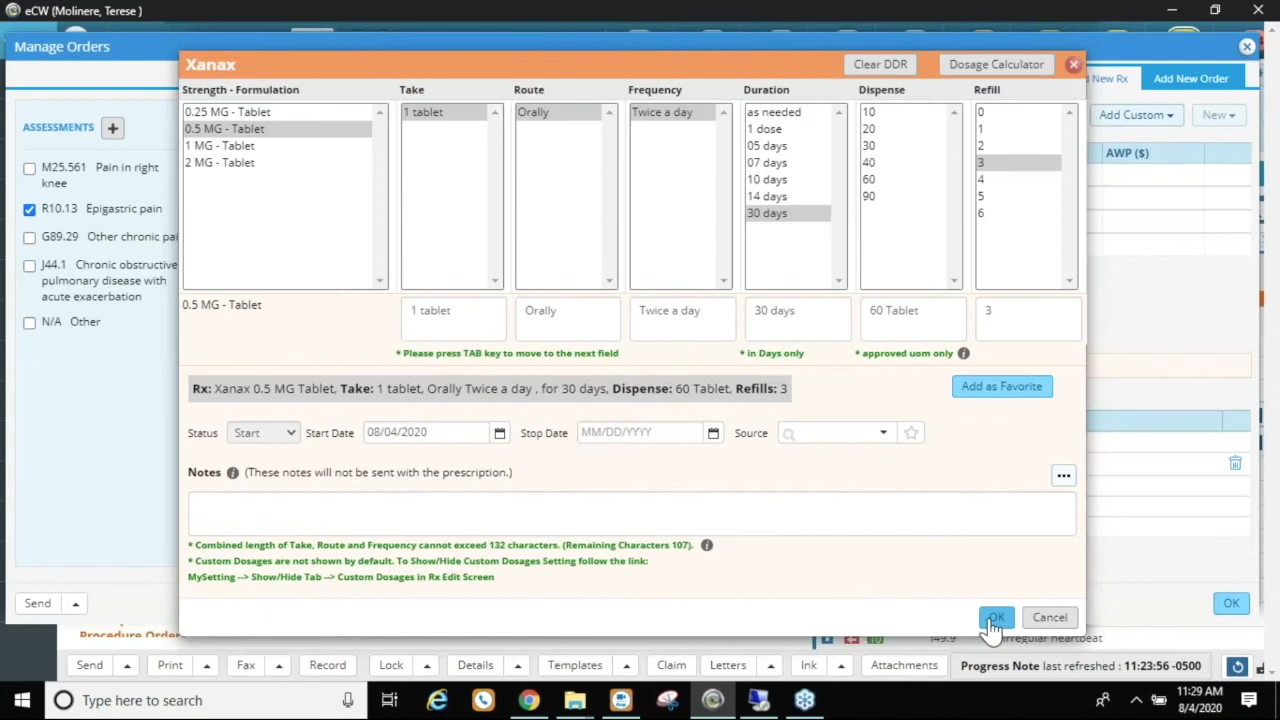 eCW (Molinere, Terese )
Manage Orders
Xanax
Clear DDR
Dosage Calculator
New Rx
Add New Order
Strength - Formulation
Take
Route
Frequency
Duration
Dispense
Refill
0.25 MG - Tablet
0.5 MG - Tablet
1 MG - Tablet
2 MG - Tablet
1 tablet
Orally
Twice a day
as needed
1 dose
05 days
07 days
10 days
14 days
30 days
10
20
30
40
60
90
0
1
2
3
4
5
6
Add Custom
New
AWP ($)
ASSESSMENTS
M25.561 Pain in right
knee
R10.13 Epigastric pain
G89.29 Other chronic pai
J44.1 Chronic obstructive
pulmonary disease with
acute exacerbation
N/A Other
0.5 MG - Tablet
1 tablet
Orally
Twice a day
30 days
60 Tablet
3
* Please press TAB key to move to the next field
* in Days only
* approved uom only
Rx: Xanax 0.5 MG Tablet, Take: 1 tablet, Orally Twice a day , for 30 days, Dispense: 60 Tablet, Refills: 3
Add as Favorite
Status
Start
Start Date
08/04/2020
Stop Date
MM/DD/YYYY
Source
Notes
(These notes will not be sent with the prescription.)
* Combined length of Take, Route and Frequency cannot exceed 132 characters. (Remaining Characters 107).
* Custom Dosages are not shown by default. To Show/Hide Custom Dosages Setting follow the link:
MySetting --> Show/Hide Tab --> Custom Dosages in Rx Edit Screen
Send
OK
Cancel
OK
Procedure Order
149.9
Irregular heartbeat
Send
Print
Fax
Record
Lock
Details
Templates
Claim
Letters
Ink
Attachments
Progress Note last refreshed : 11:23:56 -0500
Type here to search
11:29 AM
8/4/2020